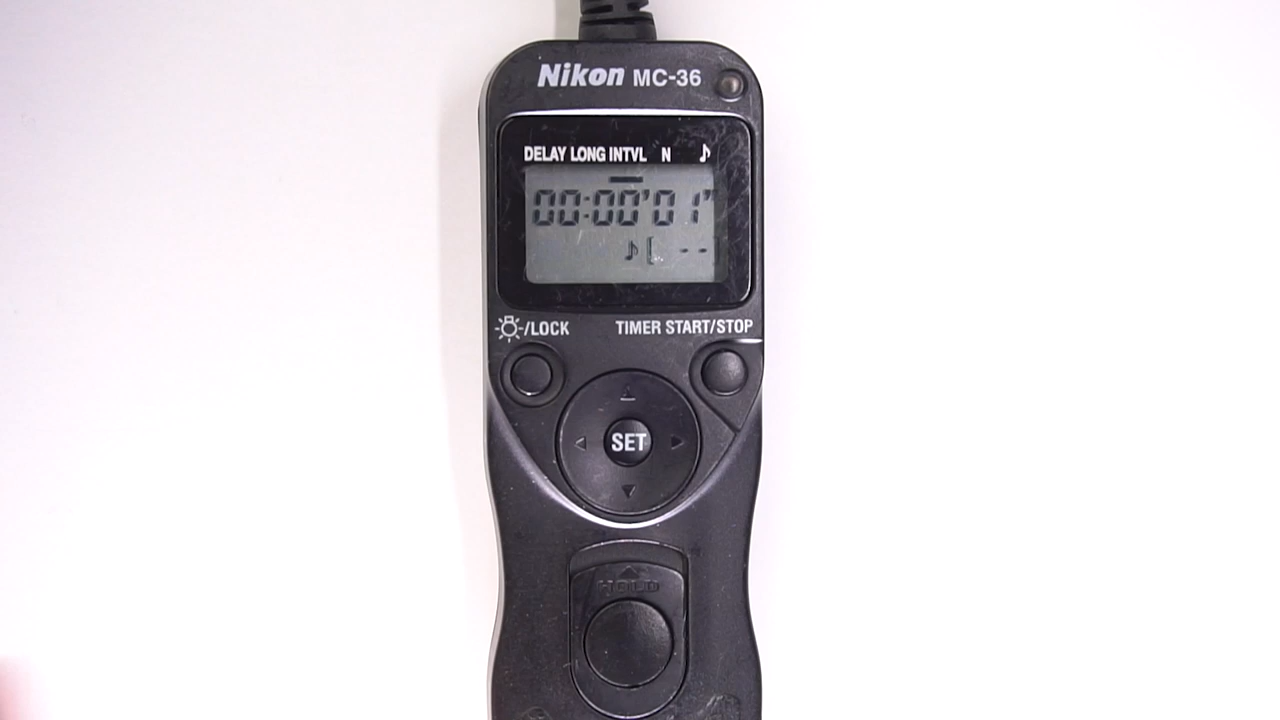 Nikon MC-36
DELAY LONG INTVL N ♪
00:00'01"
♪ [ --]
/LOCK TIMER START/STOP
SET
HOLD